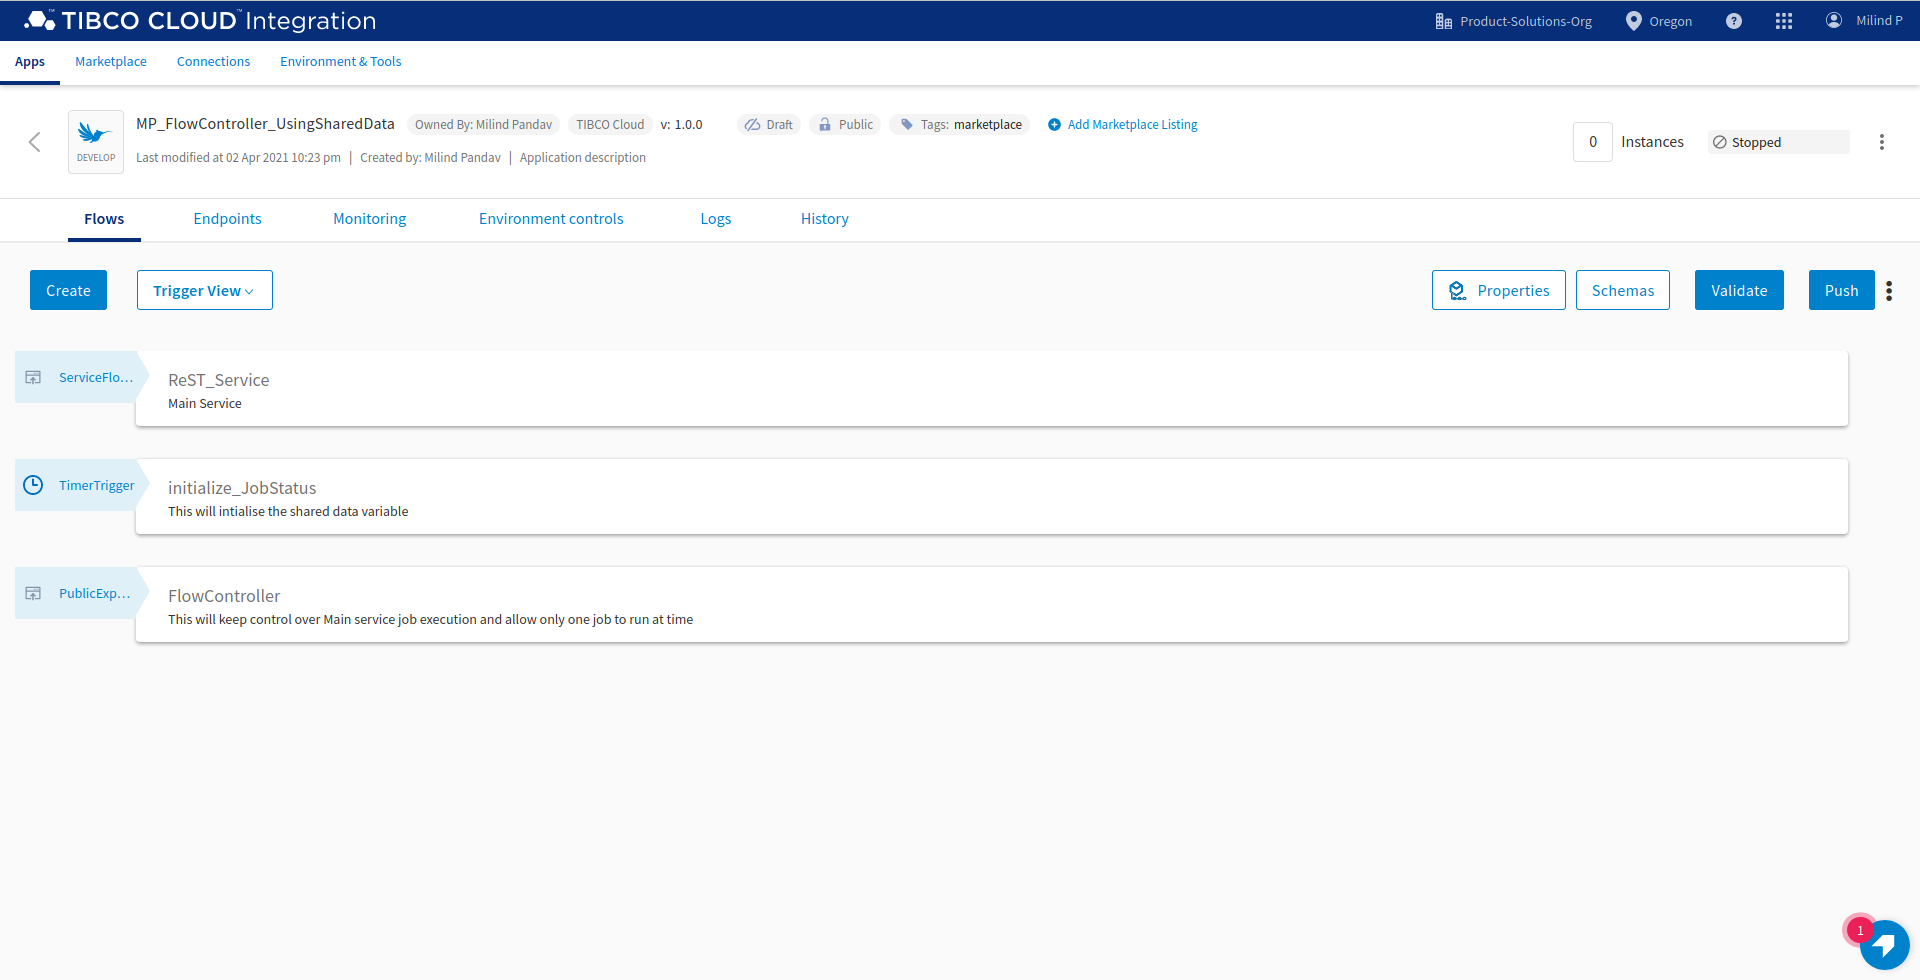 TIBCO CLOUD™ Integration
Product-Solutions-Org
Oregon
?
Milind P
Apps
Marketplace
Connections
Environment & Tools
DEVELOP
MP_FlowController_UsingSharedData
Owned By: Milind Pandav
TIBCO Cloud
v: 1.0.0
Draft
Public
Tags: marketplace
Add Marketplace Listing
Last modified at 02 Apr 2021 10:23 pm | Created by: Milind Pandav | Application description
0
Instances
Stopped
Flows
Endpoints
Monitoring
Environment controls
Logs
History
Create
Trigger View
Properties
Schemas
Validate
Push
ServiceFlo...
ReST_Service
Main Service
TimerTrigger
initialize_JobStatus
This will intialise the shared data variable
PublicExp...
FlowController
This will keep control over Main service job execution and allow only one job to run at time
1